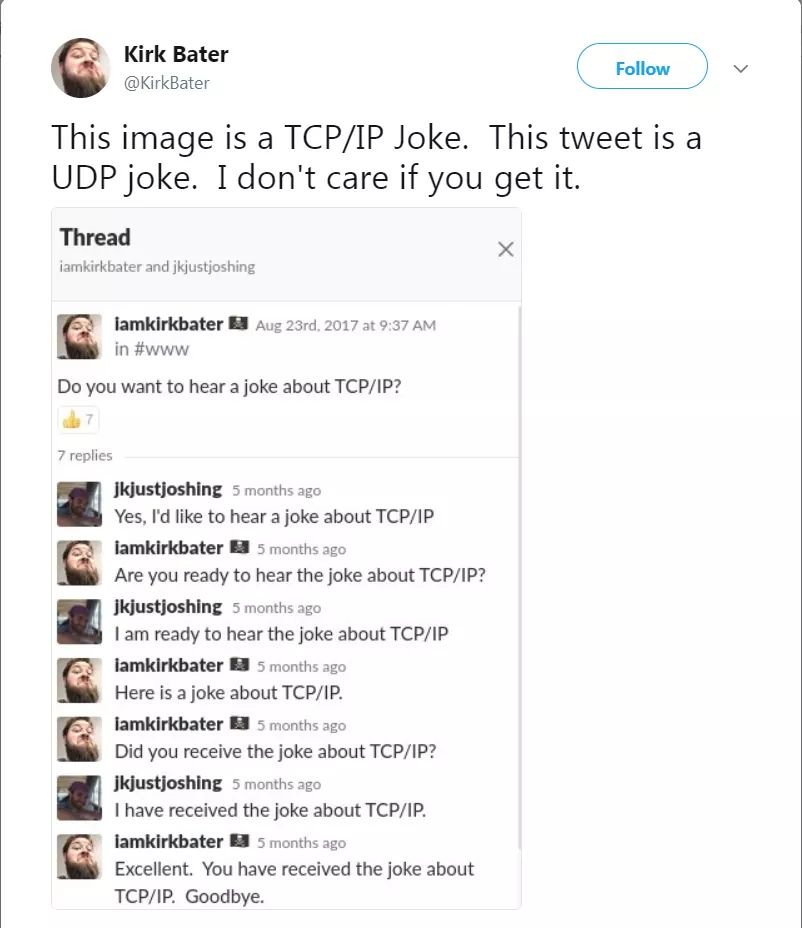 Kirk Bater
@KirkBater
Follow
This image is a TCP/IP Joke.  This tweet is a
UDP joke.  I don't care if you get it.
Thread
iamkirkbater and jkjustjoshing
iamkirkbater Aug 23rd, 2017 at 9:37 AM
in #www
Do you want to hear a joke about TCP/IP?
7
7 replies
jkjustjoshing 5 months ago
Yes, I'd like to hear a joke about TCP/IP
iamkirkbater 5 months ago
Are you ready to hear the joke about TCP/IP?
jkjustjoshing 5 months ago
I am ready to hear the joke about TCP/IP
iamkirkbater 5 months ago
Here is a joke about TCP/IP.
iamkirkbater 5 months ago
Did you receive the joke about TCP/IP?
jkjustjoshing 5 months ago
I have received the joke about TCP/IP.
iamkirkbater 5 months ago
Excellent.  You have received the joke about
TCP/IP.  Goodbye.